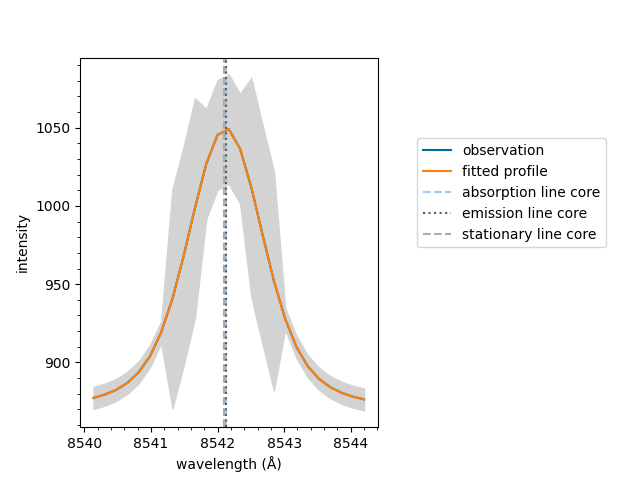 1050
1000
950
900
8540 8541 8542 8543 8544
wavelength (Å)
intensity
observation
fitted profile
absorption line core
emission line core
stationary line core